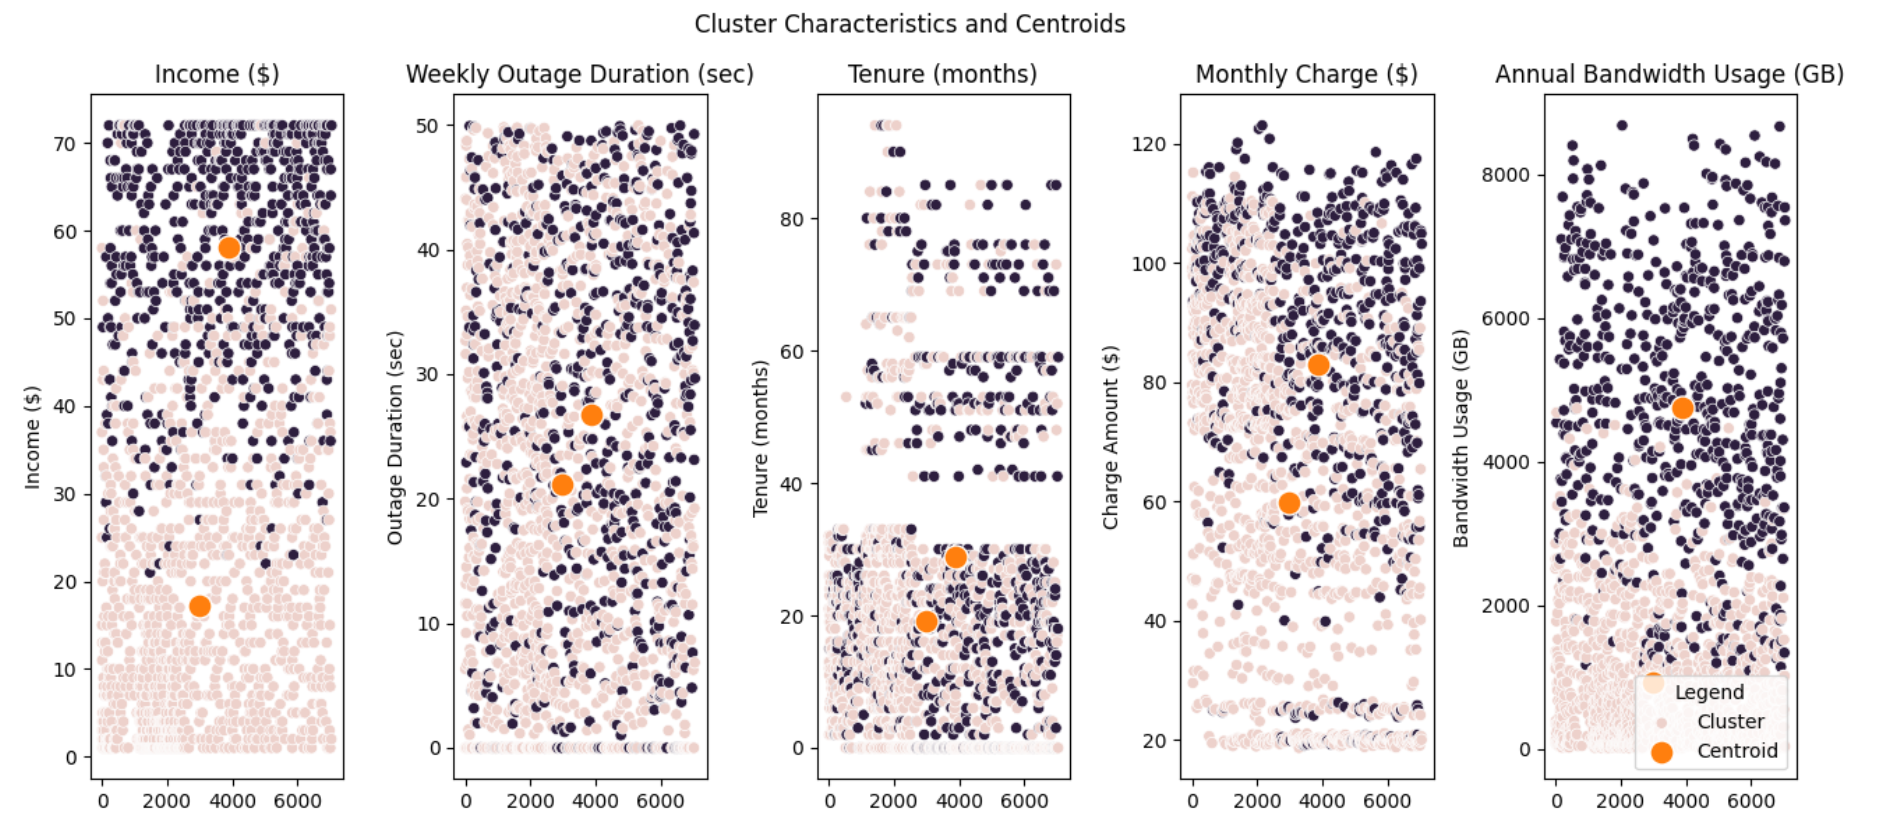 Cluster Characteristics and Centroids
Income ($)
Income ($)
70
60
50
40
30
20
10
0
0 2000 4000 6000
Weekly Outage Duration (sec)
Outage Duration (sec)
50
40
30
20
10
0
0 2000 4000 6000
Tenure (months)
Tenure (months)
80
60
40
20
0
0 2000 4000 6000
Monthly Charge ($)
Charge Amount ($)
120
100
80
60
40
20
0 2000 4000 6000
Annual Bandwidth Usage (GB)
Bandwidth Usage (GB)
8000
6000
4000
2000
0
0 2000 4000 6000
Legend
Cluster
Centroid